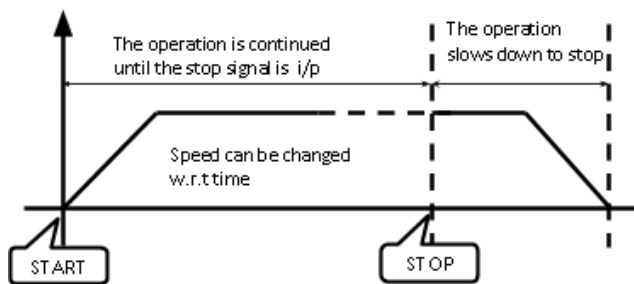 The operation is continued
until the stop signal is i/p
The operation
slows down to stop
Speed can be changed
w.r.t time
START
STOP